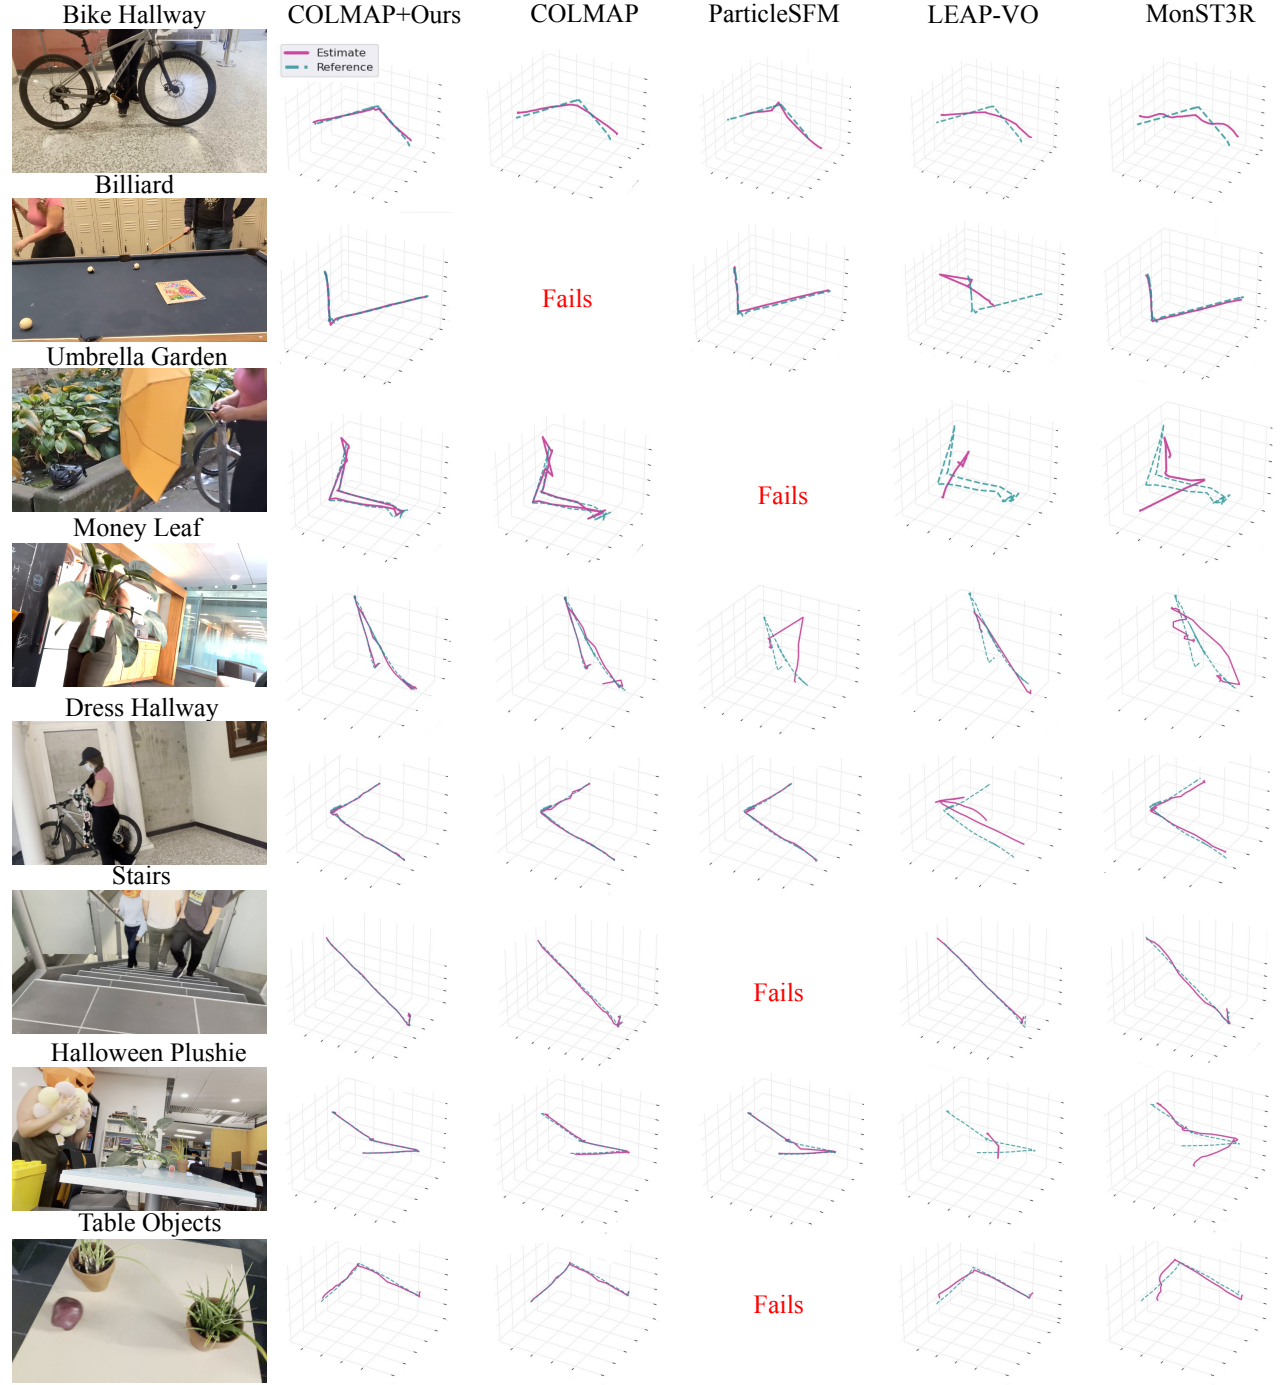 Bike Hallway
COLMAP+Ours
COLMAP
ParticleSFM
LEAP-VO
MonST3R
Estimate
Reference
Billiard
Fails
Umbrella Garden
Fails
Money Leaf
Dress Hallway
Stairs
Fails
Halloween Plushie
Table Objects
Fails